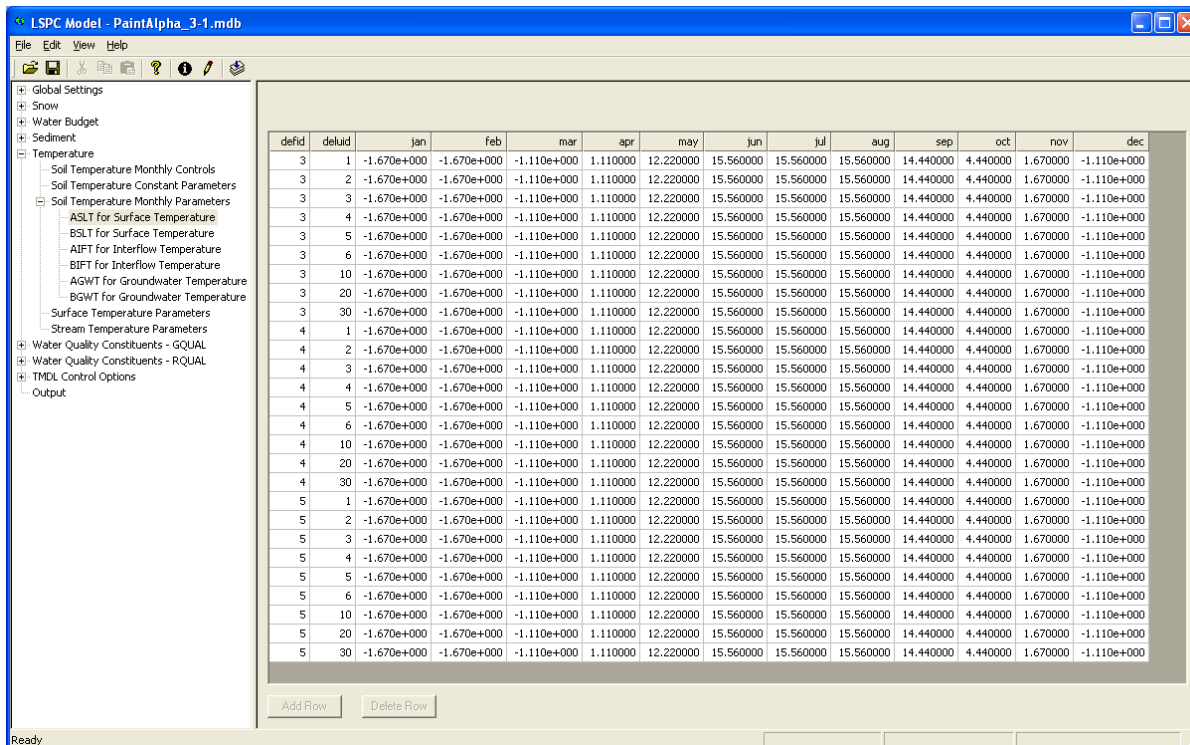 LSPC Model - PaintAlpha_3-1.mdb
File Edit View Help
Global Settings
Snow
Water Budget
Sediment
Temperature
Soil Temperature Monthly Controls
Soil Temperature Constant Parameters
Soil Temperature Monthly Parameters
ASLT for Surface Temperature
BSLT for Surface Temperature
AIFT for Interflow Temperature
BIFT for Interflow Temperature
AGWT for Groundwater Temperature
BGWT for Groundwater Temperature
Surface Temperature Parameters
Stream Temperature Parameters
Water Quality Constituents - GQUAL
Water Quality Constituents - RQUAL
TMDL Control Options
Output
defid deluid jan feb mar apr may jun jul aug sep oct nov dec
3 1 -1.670e+000 -1.670e+000 -1.110e+000 1.110000 12.220000 15.560000 15.560000 15.560000 14.440000 4.440000 1.670000 -1.110e+000
3 2 -1.670e+000 -1.670e+000 -1.110e+000 1.110000 12.220000 15.560000 15.560000 15.560000 14.440000 4.440000 1.670000 -1.110e+000
3 3 -1.670e+000 -1.670e+000 -1.110e+000 1.110000 12.220000 15.560000 15.560000 15.560000 14.440000 4.440000 1.670000 -1.110e+000
3 4 -1.670e+000 -1.670e+000 -1.110e+000 1.110000 12.220000 15.560000 15.560000 15.560000 14.440000 4.440000 1.670000 -1.110e+000
3 5 -1.670e+000 -1.670e+000 -1.110e+000 1.110000 12.220000 15.560000 15.560000 15.560000 14.440000 4.440000 1.670000 -1.110e+000
3 6 -1.670e+000 -1.670e+000 -1.110e+000 1.110000 12.220000 15.560000 15.560000 15.560000 14.440000 4.440000 1.670000 -1.110e+000
3 10 -1.670e+000 -1.670e+000 -1.110e+000 1.110000 12.220000 15.560000 15.560000 15.560000 14.440000 4.440000 1.670000 -1.110e+000
3 20 -1.670e+000 -1.670e+000 -1.110e+000 1.110000 12.220000 15.560000 15.560000 15.560000 14.440000 4.440000 1.670000 -1.110e+000
3 30 -1.670e+000 -1.670e+000 -1.110e+000 1.110000 12.220000 15.560000 15.560000 15.560000 14.440000 4.440000 1.670000 -1.110e+000
4 1 -1.670e+000 -1.670e+000 -1.110e+000 1.110000 12.220000 15.560000 15.560000 15.560000 14.440000 4.440000 1.670000 -1.110e+000
4 2 -1.670e+000 -1.670e+000 -1.110e+000 1.110000 12.220000 15.560000 15.560000 15.560000 14.440000 4.440000 1.670000 -1.110e+000
4 3 -1.670e+000 -1.670e+000 -1.110e+000 1.110000 12.220000 15.560000 15.560000 15.560000 14.440000 4.440000 1.670000 -1.110e+000
4 4 -1.670e+000 -1.670e+000 -1.110e+000 1.110000 12.220000 15.560000 15.560000 15.560000 14.440000 4.440000 1.670000 -1.110e+000
4 5 -1.670e+000 -1.670e+000 -1.110e+000 1.110000 12.220000 15.560000 15.560000 15.560000 14.440000 4.440000 1.670000 -1.110e+000
4 6 -1.670e+000 -1.670e+000 -1.110e+000 1.110000 12.220000 15.560000 15.560000 15.560000 14.440000 4.440000 1.670000 -1.110e+000
4 10 -1.670e+000 -1.670e+000 -1.110e+000 1.110000 12.220000 15.560000 15.560000 15.560000 14.440000 4.440000 1.670000 -1.110e+000
4 20 -1.670e+000 -1.670e+000 -1.110e+000 1.110000 12.220000 15.560000 15.560000 15.560000 14.440000 4.440000 1.670000 -1.110e+000
4 30 -1.670e+000 -1.670e+000 -1.110e+000 1.110000 12.220000 15.560000 15.560000 15.560000 14.440000 4.440000 1.670000 -1.110e+000
5 1 -1.670e+000 -1.670e+000 -1.110e+000 1.110000 12.220000 15.560000 15.560000 15.560000 14.440000 4.440000 1.670000 -1.110e+000
5 2 -1.670e+000 -1.670e+000 -1.110e+000 1.110000 12.220000 15.560000 15.560000 15.560000 14.440000 4.440000 1.670000 -1.110e+000
5 3 -1.670e+000 -1.670e+000 -1.110e+000 1.110000 12.220000 15.560000 15.560000 15.560000 14.440000 4.440000 1.670000 -1.110e+000
5 4 -1.670e+000 -1.670e+000 -1.110e+000 1.110000 12.220000 15.560000 15.560000 15.560000 14.440000 4.440000 1.670000 -1.110e+000
5 5 -1.670e+000 -1.670e+000 -1.110e+000 1.110000 12.220000 15.560000 15.560000 15.560000 14.440000 4.440000 1.670000 -1.110e+000
5 6 -1.670e+000 -1.670e+000 -1.110e+000 1.110000 12.220000 15.560000 15.560000 15.560000 14.440000 4.440000 1.670000 -1.110e+000
5 10 -1.670e+000 -1.670e+000 -1.110e+000 1.110000 12.220000 15.560000 15.560000 15.560000 14.440000 4.440000 1.670000 -1.110e+000
5 20 -1.670e+000 -1.670e+000 -1.110e+000 1.110000 12.220000 15.560000 15.560000 15.560000 14.440000 4.440000 1.670000 -1.110e+000
5 30 -1.670e+000 -1.670e+000 -1.110e+000 1.110000 12.220000 15.560000 15.560000 15.560000 14.440000 4.440000 1.670000 -1.110e+000
Add Row Delete Row
Ready